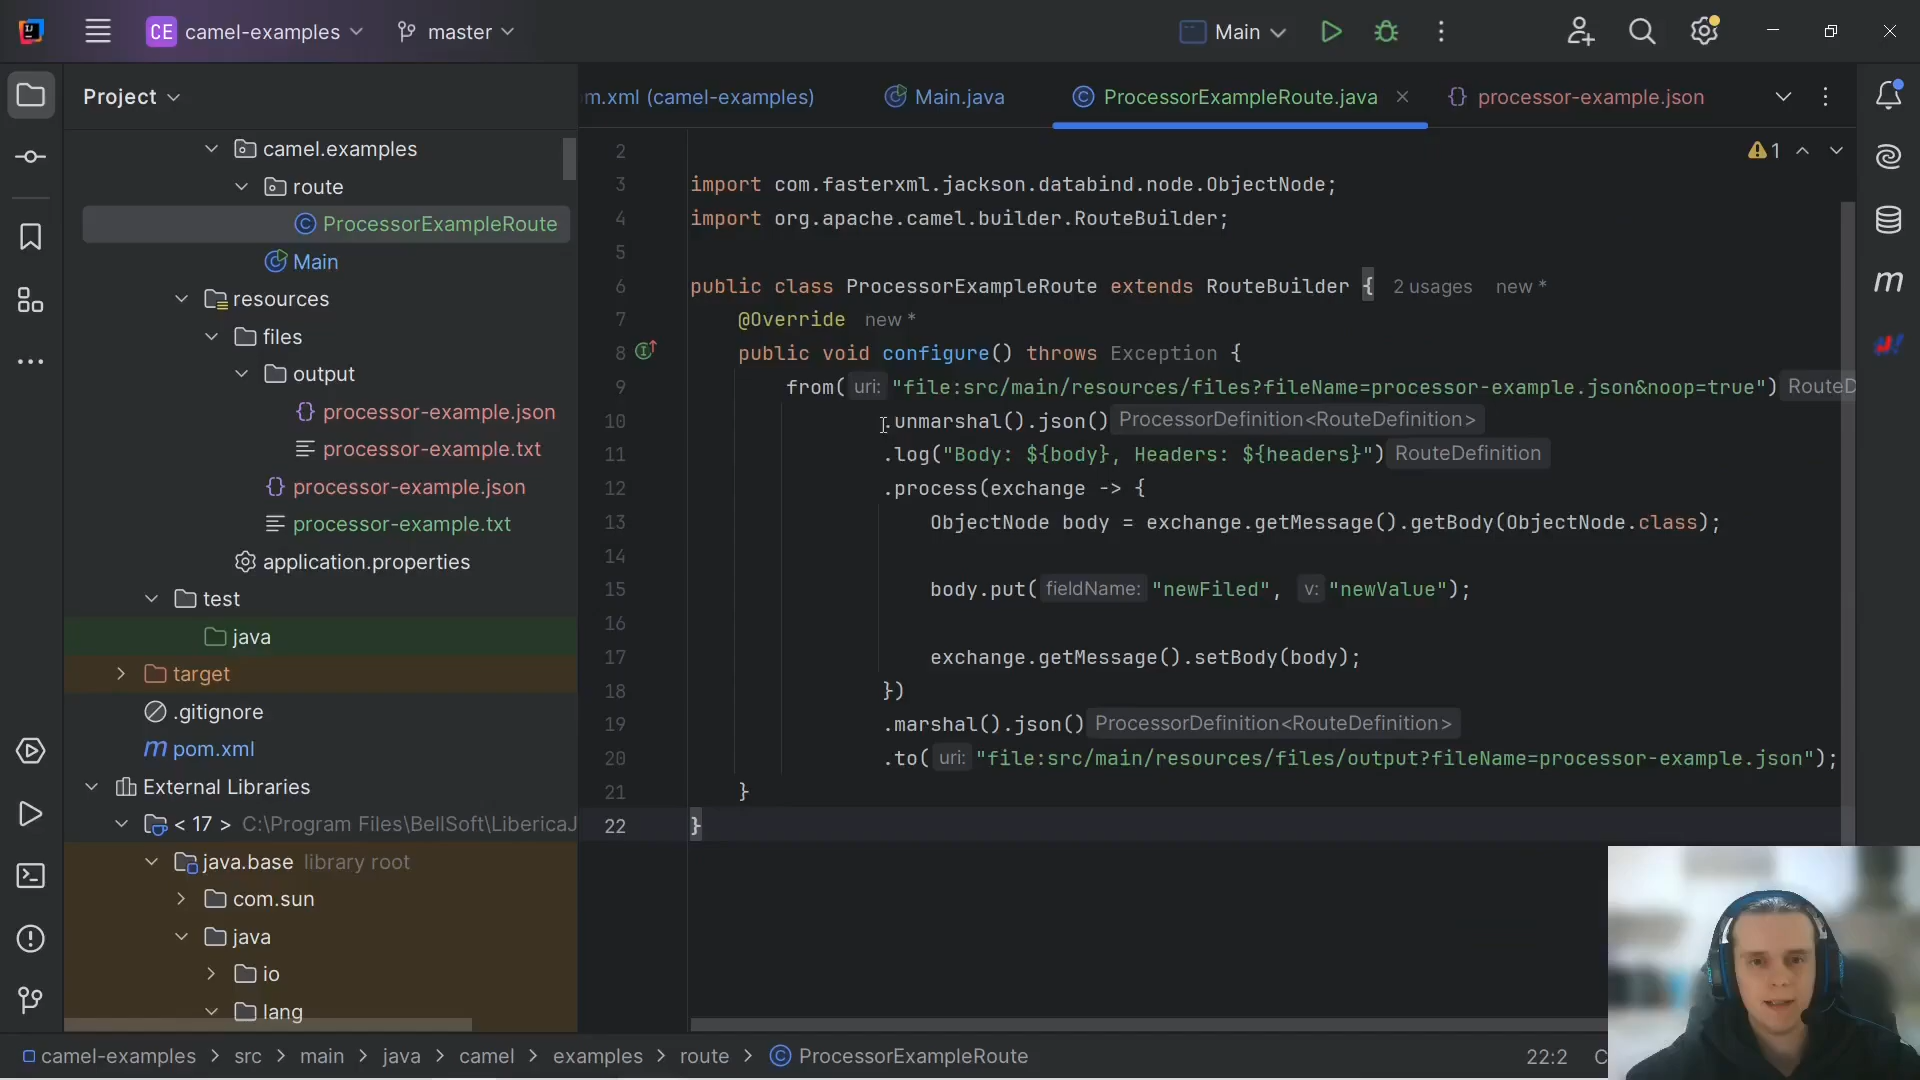 CE camel-examples master Main
Project
m.xml (camel-examples) Main.java ProcessorExampleRoute.java processor-example.json
camel.examples
route
ProcessorExampleRoute
Main
resources
files
output
processor-example.json
processor-example.txt
processor-example.json
processor-example.txt
application.properties
test
java
target
.gitignore
pom.xml
External Libraries
< 17 > C:\Program Files\BellSoft\LibericaJ
java.base library root
com.sun
java
io
lang
1
2
3 import com.fasterxml.jackson.databind.node.ObjectNode;
4 import org.apache.camel.builder.RouteBuilder;
5
6 public class ProcessorExampleRoute extends RouteBuilder { 2 usages new *
7 @Override new *
8 public void configure() throws Exception {
9 from( uri: "file:src/main/resources/files?fileName=processor-example.json&noop=true") RouteD
10 .unmarshal().json() ProcessorDefinition<RouteDefinition>
11 .log("Body: ${body}, Headers: ${headers}") RouteDefinition
12 .process(exchange -> {
13 ObjectNode body = exchange.getMessage().getBody(ObjectNode.class);
14
15 body.put( fieldName: "newFiled", v: "newValue");
16
17 exchange.getMessage().setBody(body);
18 })
19 .marshal().json() ProcessorDefinition<RouteDefinition>
20 .to( uri: "file:src/main/resources/files/output?fileName=processor-example.json");
21 }
22 }
camel-examples > src > main > java > camel > examples > route > ProcessorExampleRoute 22:2 C